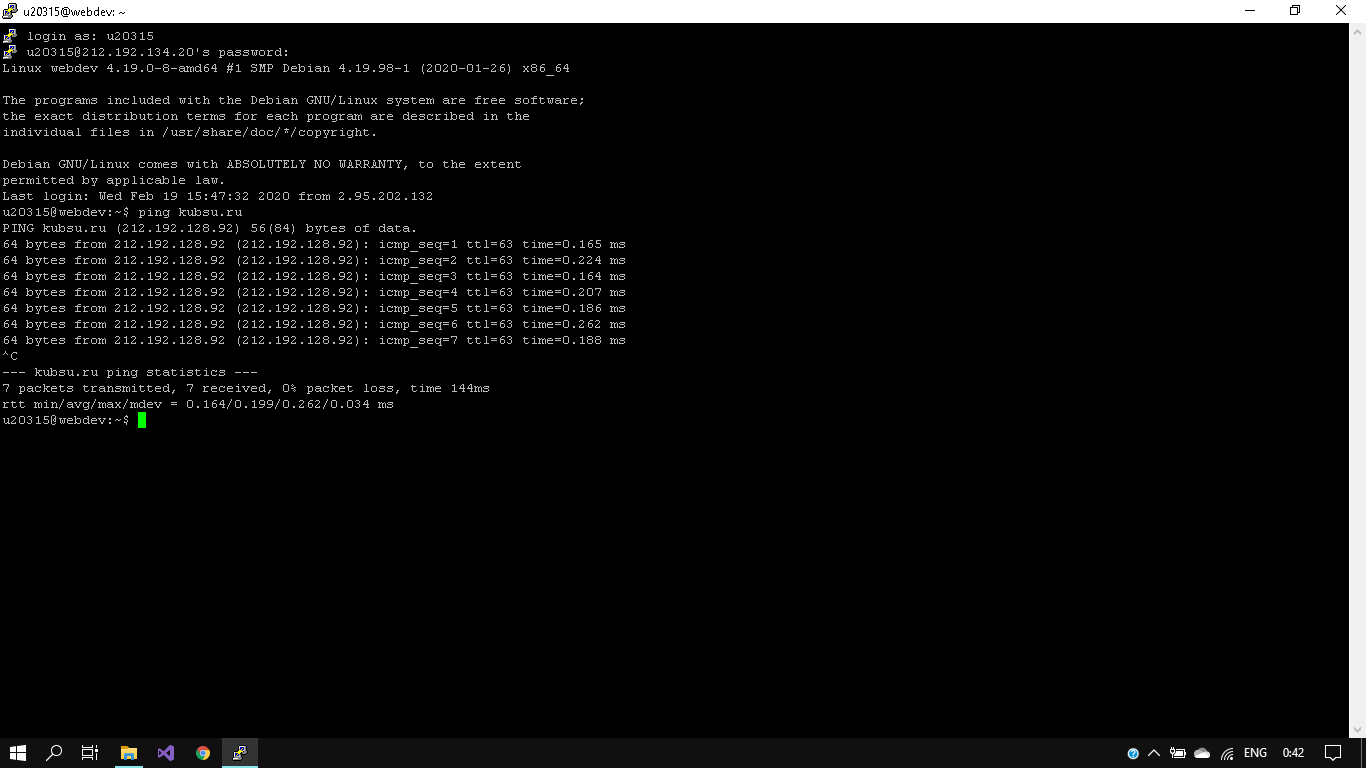 u20315@webdev: ~
login as: u20315
u20315@212.192.134.20's password:
Linux webdev 4.19.0-8-amd64 #1 SMP Debian 4.19.98-1 (2020-01-26) x86_64
The programs included with the Debian GNU/Linux system are free software;
the exact distribution terms for each program are described in the
individual files in /usr/share/doc/*/copyright.
Debian GNU/Linux comes with ABSOLUTELY NO WARRANTY, to the extent
permitted by applicable law.
Last login: Wed Feb 19 15:47:32 2020 from 2.95.202.132
u20315@webdev:~$ ping kubsu.ru
PING kubsu.ru (212.192.128.92) 56(84) bytes of data.
64 bytes from 212.192.128.92 (212.192.128.92): icmp_seq=1 ttl=63 time=0.165 ms
64 bytes from 212.192.128.92 (212.192.128.92): icmp_seq=2 ttl=63 time=0.224 ms
64 bytes from 212.192.128.92 (212.192.128.92): icmp_seq=3 ttl=63 time=0.164 ms
64 bytes from 212.192.128.92 (212.192.128.92): icmp_seq=4 ttl=63 time=0.207 ms
64 bytes from 212.192.128.92 (212.192.128.92): icmp_seq=5 ttl=63 time=0.186 ms
64 bytes from 212.192.128.92 (212.192.128.92): icmp_seq=6 ttl=63 time=0.262 ms
64 bytes from 212.192.128.92 (212.192.128.92): icmp_seq=7 ttl=63 time=0.188 ms
^C
--- kubsu.ru ping statistics ---
7 packets transmitted, 7 received, 0% packet loss, time 144ms
rtt min/avg/max/mdev = 0.164/0.199/0.262/0.034 ms
u20315@webdev:~$
ENG 0:42